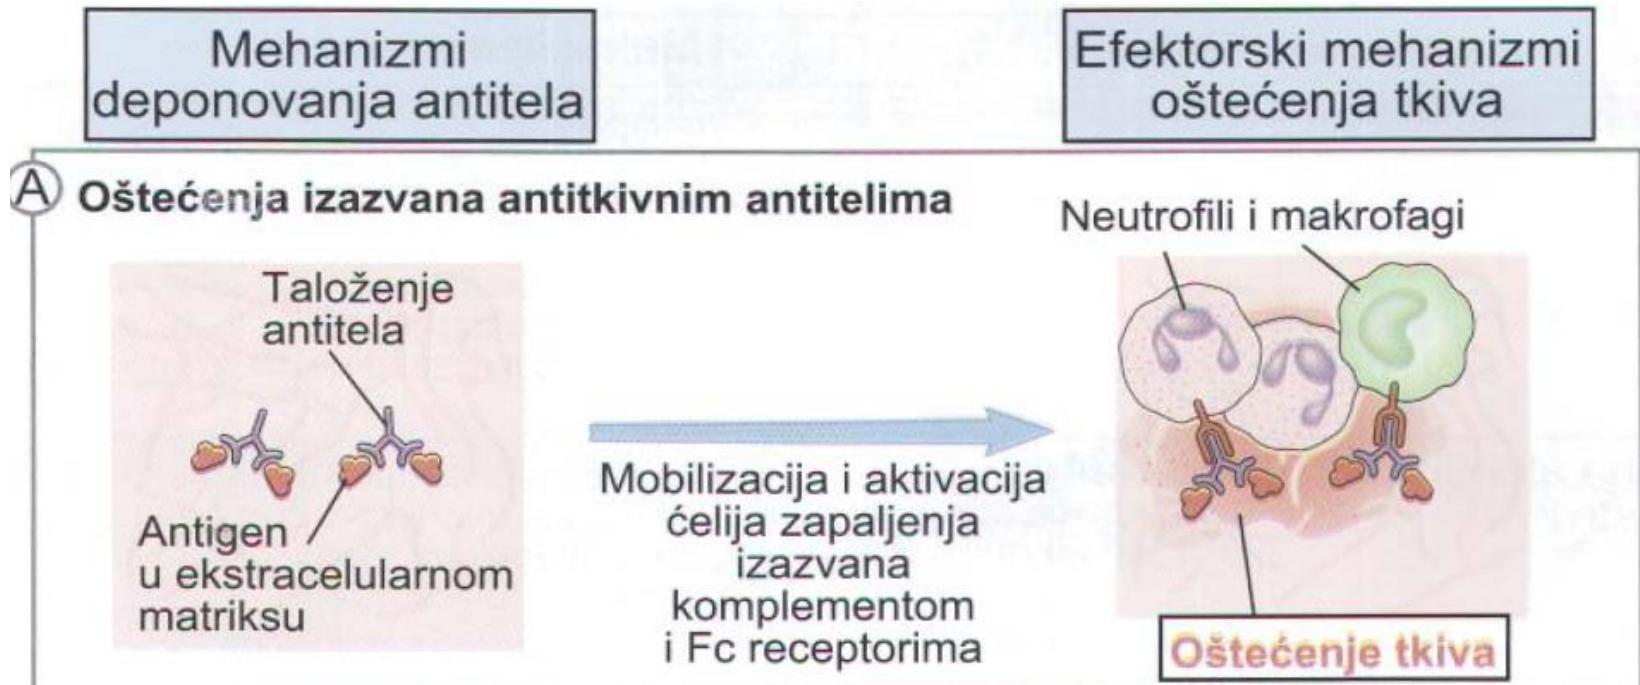 Mehanizmi
deponovanja antitela
Efektorski mehanizmi
oštećenja tkiva
A
Oštećenja izazvana antitkivnim antitelima
Taloženje
antitela
Antigen
u ekstracelularnom
matriksu
Mobilizacija i aktivacija
ćelija zapaljenja
izazvana
komplementom
i Fc receptorima
Neutrofili i makrofagi
Oštećenje tkiva